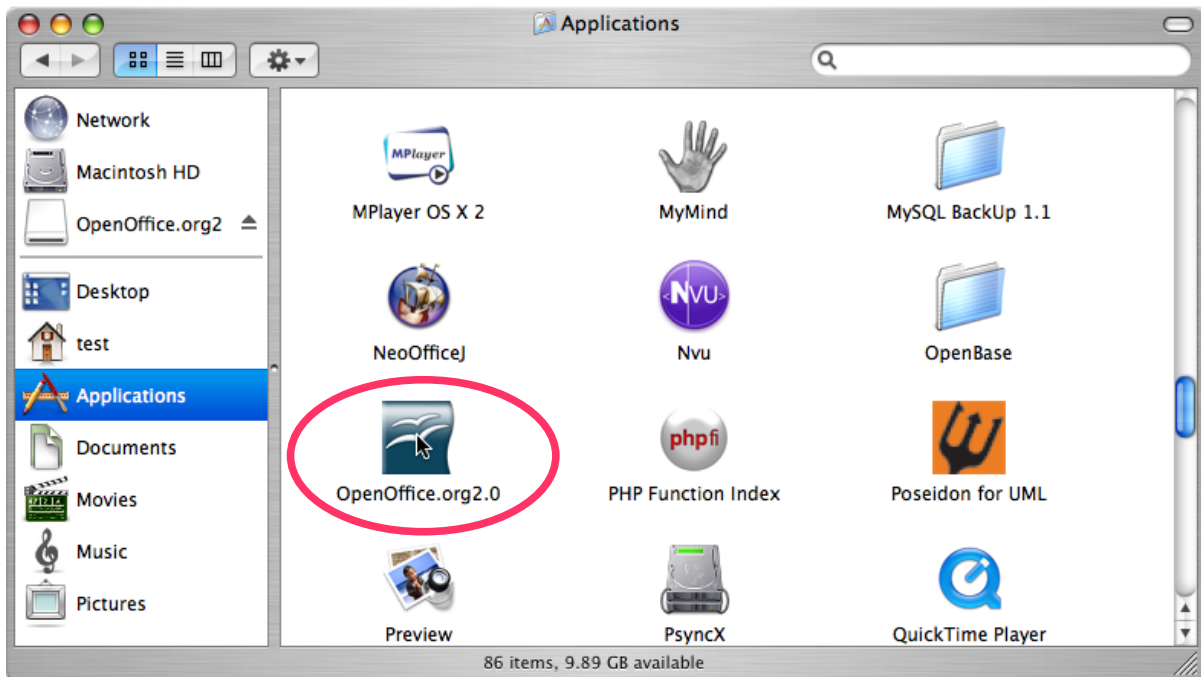 Applications
Network
Macintosh HD
OpenOffice.org2
Desktop
test
Applications
Documents
Movies
Music
Pictures
MPlayer
MPlayer OS X 2
MyMind
MySQL BackUp 1.1
NeoOfficeJ
<NVU>
Nvu
OpenBase
OpenOffice.org2.0
phpfi
PHP Function Index
Poseidon for UML
Preview
PsyncX
QuickTime Player
86 items, 9.89 GB available